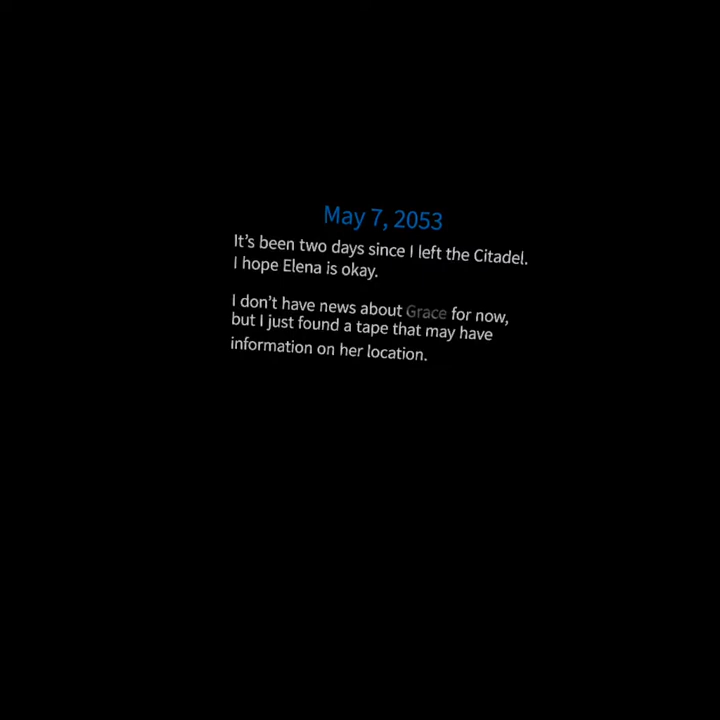 May 7, 2053
It’s been two days since I left the Citadel.
I hope Elena is okay.
I don’t have news about Grace for now,
but I just found a tape that may have
information on her location.